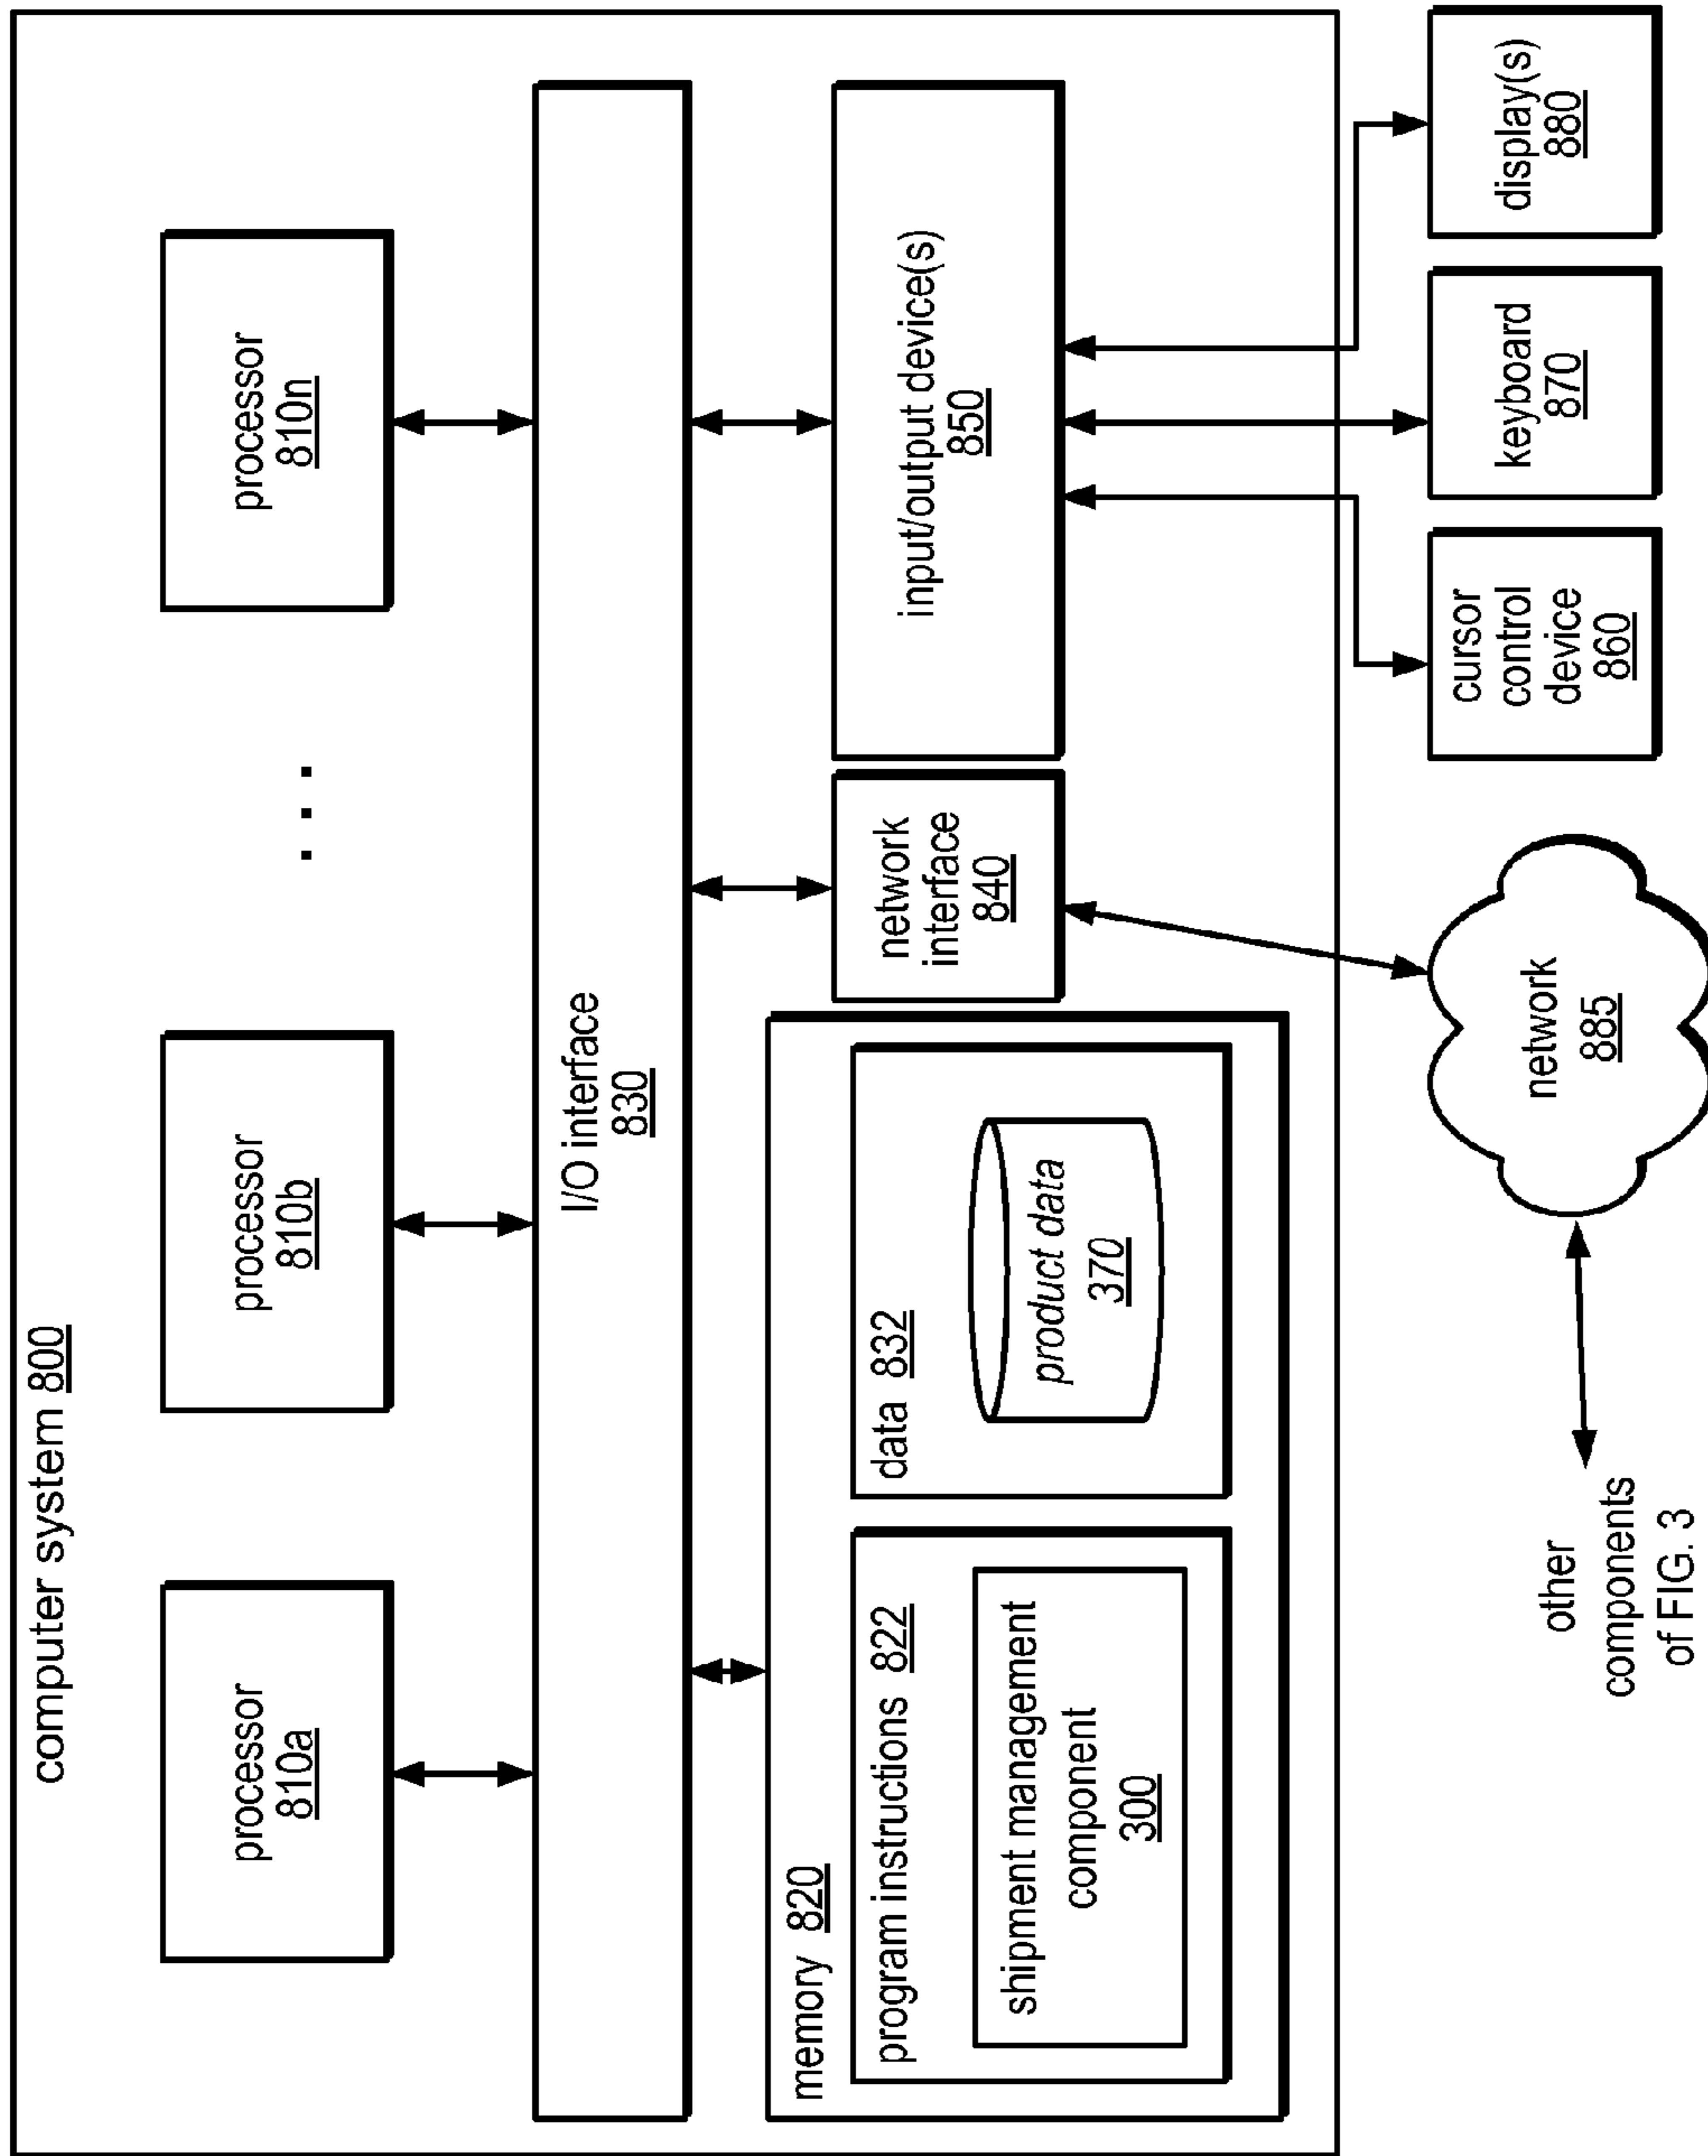 computer system 800
processor
810a
processor
810b
. . .
processor
810n
I/O interface
830
memory 820
program instructions 822
shipment management
component
300
data 832
product data
370
network
interface
840
input/output device(s)
850
other
components
of FIG. 3
network
885
cursor
control
device
860
keyboard
870
display(s)
880